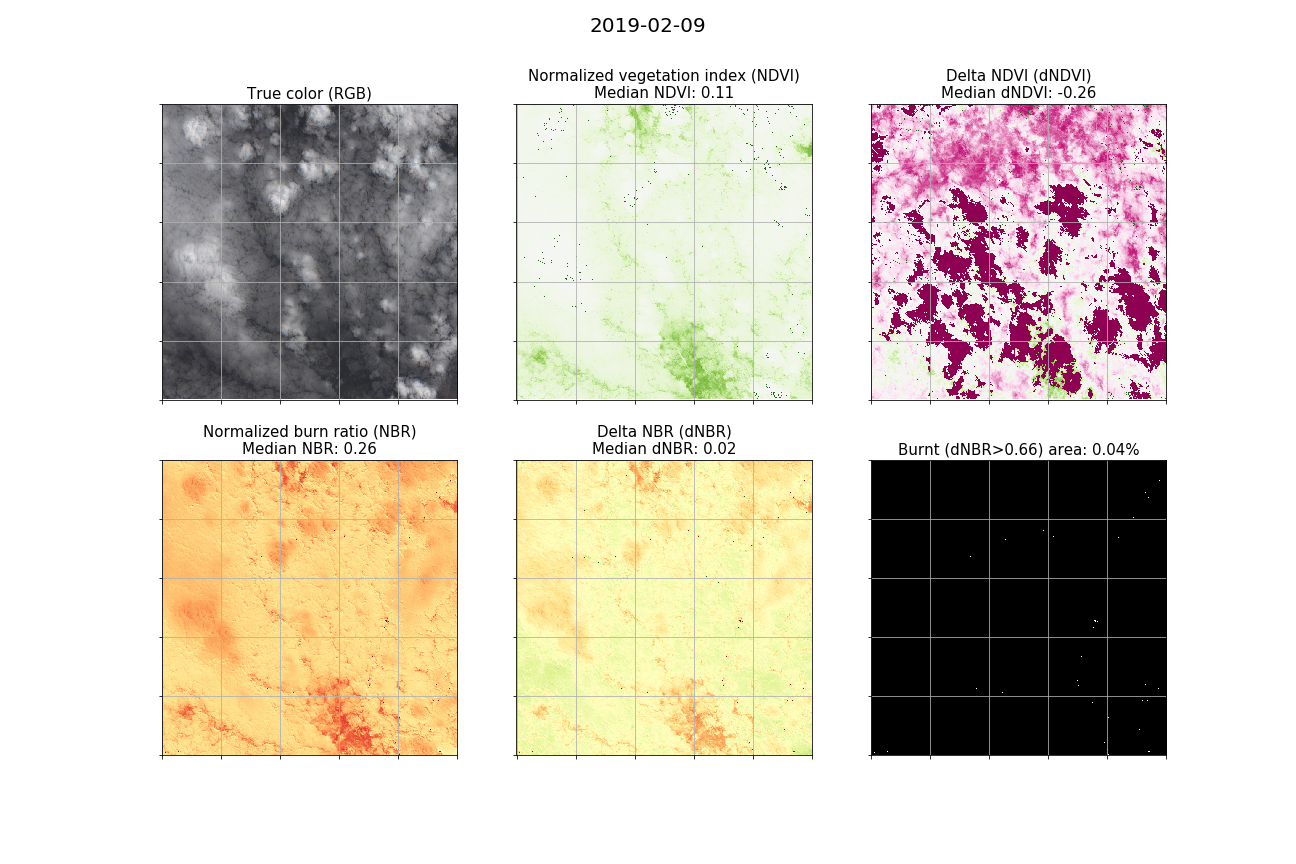 2019-02-09
True color (RGB)
Normalized vegetation index (NDVI)
Median NDVI: 0.11
Delta NDVI (dNDVI)
Median dNDVI: -0.26
Normalized burn ratio (NBR)
Median NBR: 0.26
Delta NBR (dNBR)
Median dNBR: 0.02
Burnt (dNBR>0.66) area: 0.04%